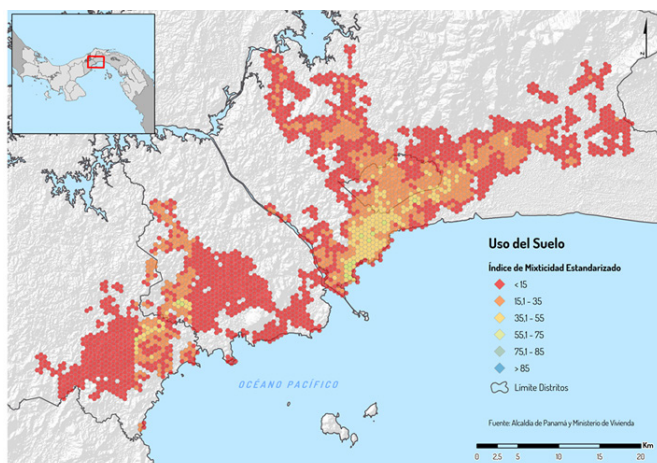 N
Uso del Suelo
Índice de Mixticidad Estandarizado
< 15
15,1 - 35
35,1 - 55
55,1 - 75
75,1 - 85
> 85
Limite Distritos
OCÉANO PACÍFICO
Fuente: Alcaldía de Panamá y Ministerio de Vivienda
Km
0 2,5 5 10 15 20